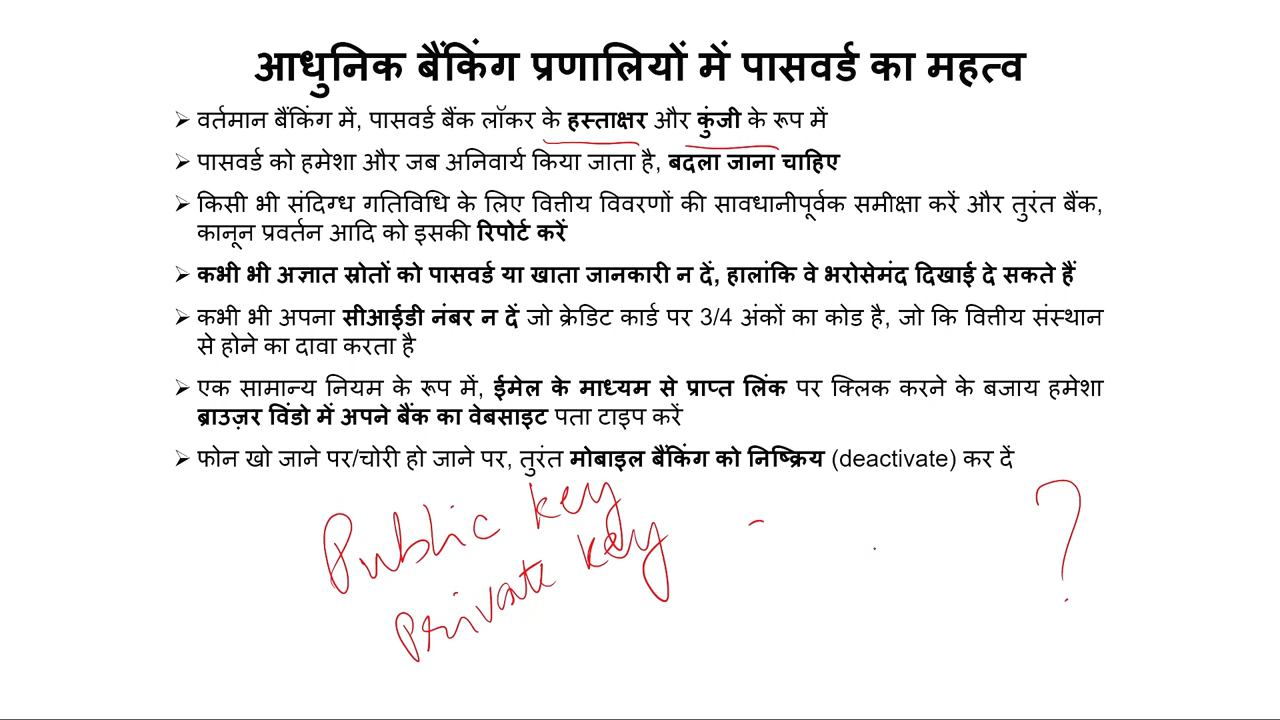 आधुनिक बैंकिंग प्रणालियों में पासवर्ड का महत्व
➢ वर्तमान बैंकिंग में, पासवर्ड बैंक लॉकर के हस्ताक्षर और कुंजी के रूप में
➢ पासवर्ड को हमेशा और जब अनिवार्य किया जाता है, बदला जाना चाहिए
➢ किसी भी संदिग्ध गतिविधि के लिए वित्तीय विवरणों की सावधानीपूर्वक समीक्षा करें और तुरंत बैंक,
कानून प्रवर्तन आदि को इसकी रिपोर्ट करें
➢ कभी भी अज्ञात स्रोतों को पासवर्ड या खाता जानकारी न दें, हालांकि वे भरोसेमंद दिखाई दे सकते हैं
➢ कभी भी अपना सीआईडी नंबर न दें जो क्रेडिट कार्ड पर 3/4 अंकों का कोड है, जो कि वित्तीय संस्थान
से होने का दावा करता है
➢ एक सामान्य नियम के रूप में, ईमेल के माध्यम से प्राप्त लिंक पर क्लिक करने के बजाय हमेशा
ब्राउज़र विंडो में अपने बैंक का वेबसाइट पता टाइप करें
➢ फोन खो जाने पर/चोरी हो जाने पर, तुरंत मोबाइल बैंकिंग को निष्क्रिय (deactivate) कर दें
Public key ?
Private key